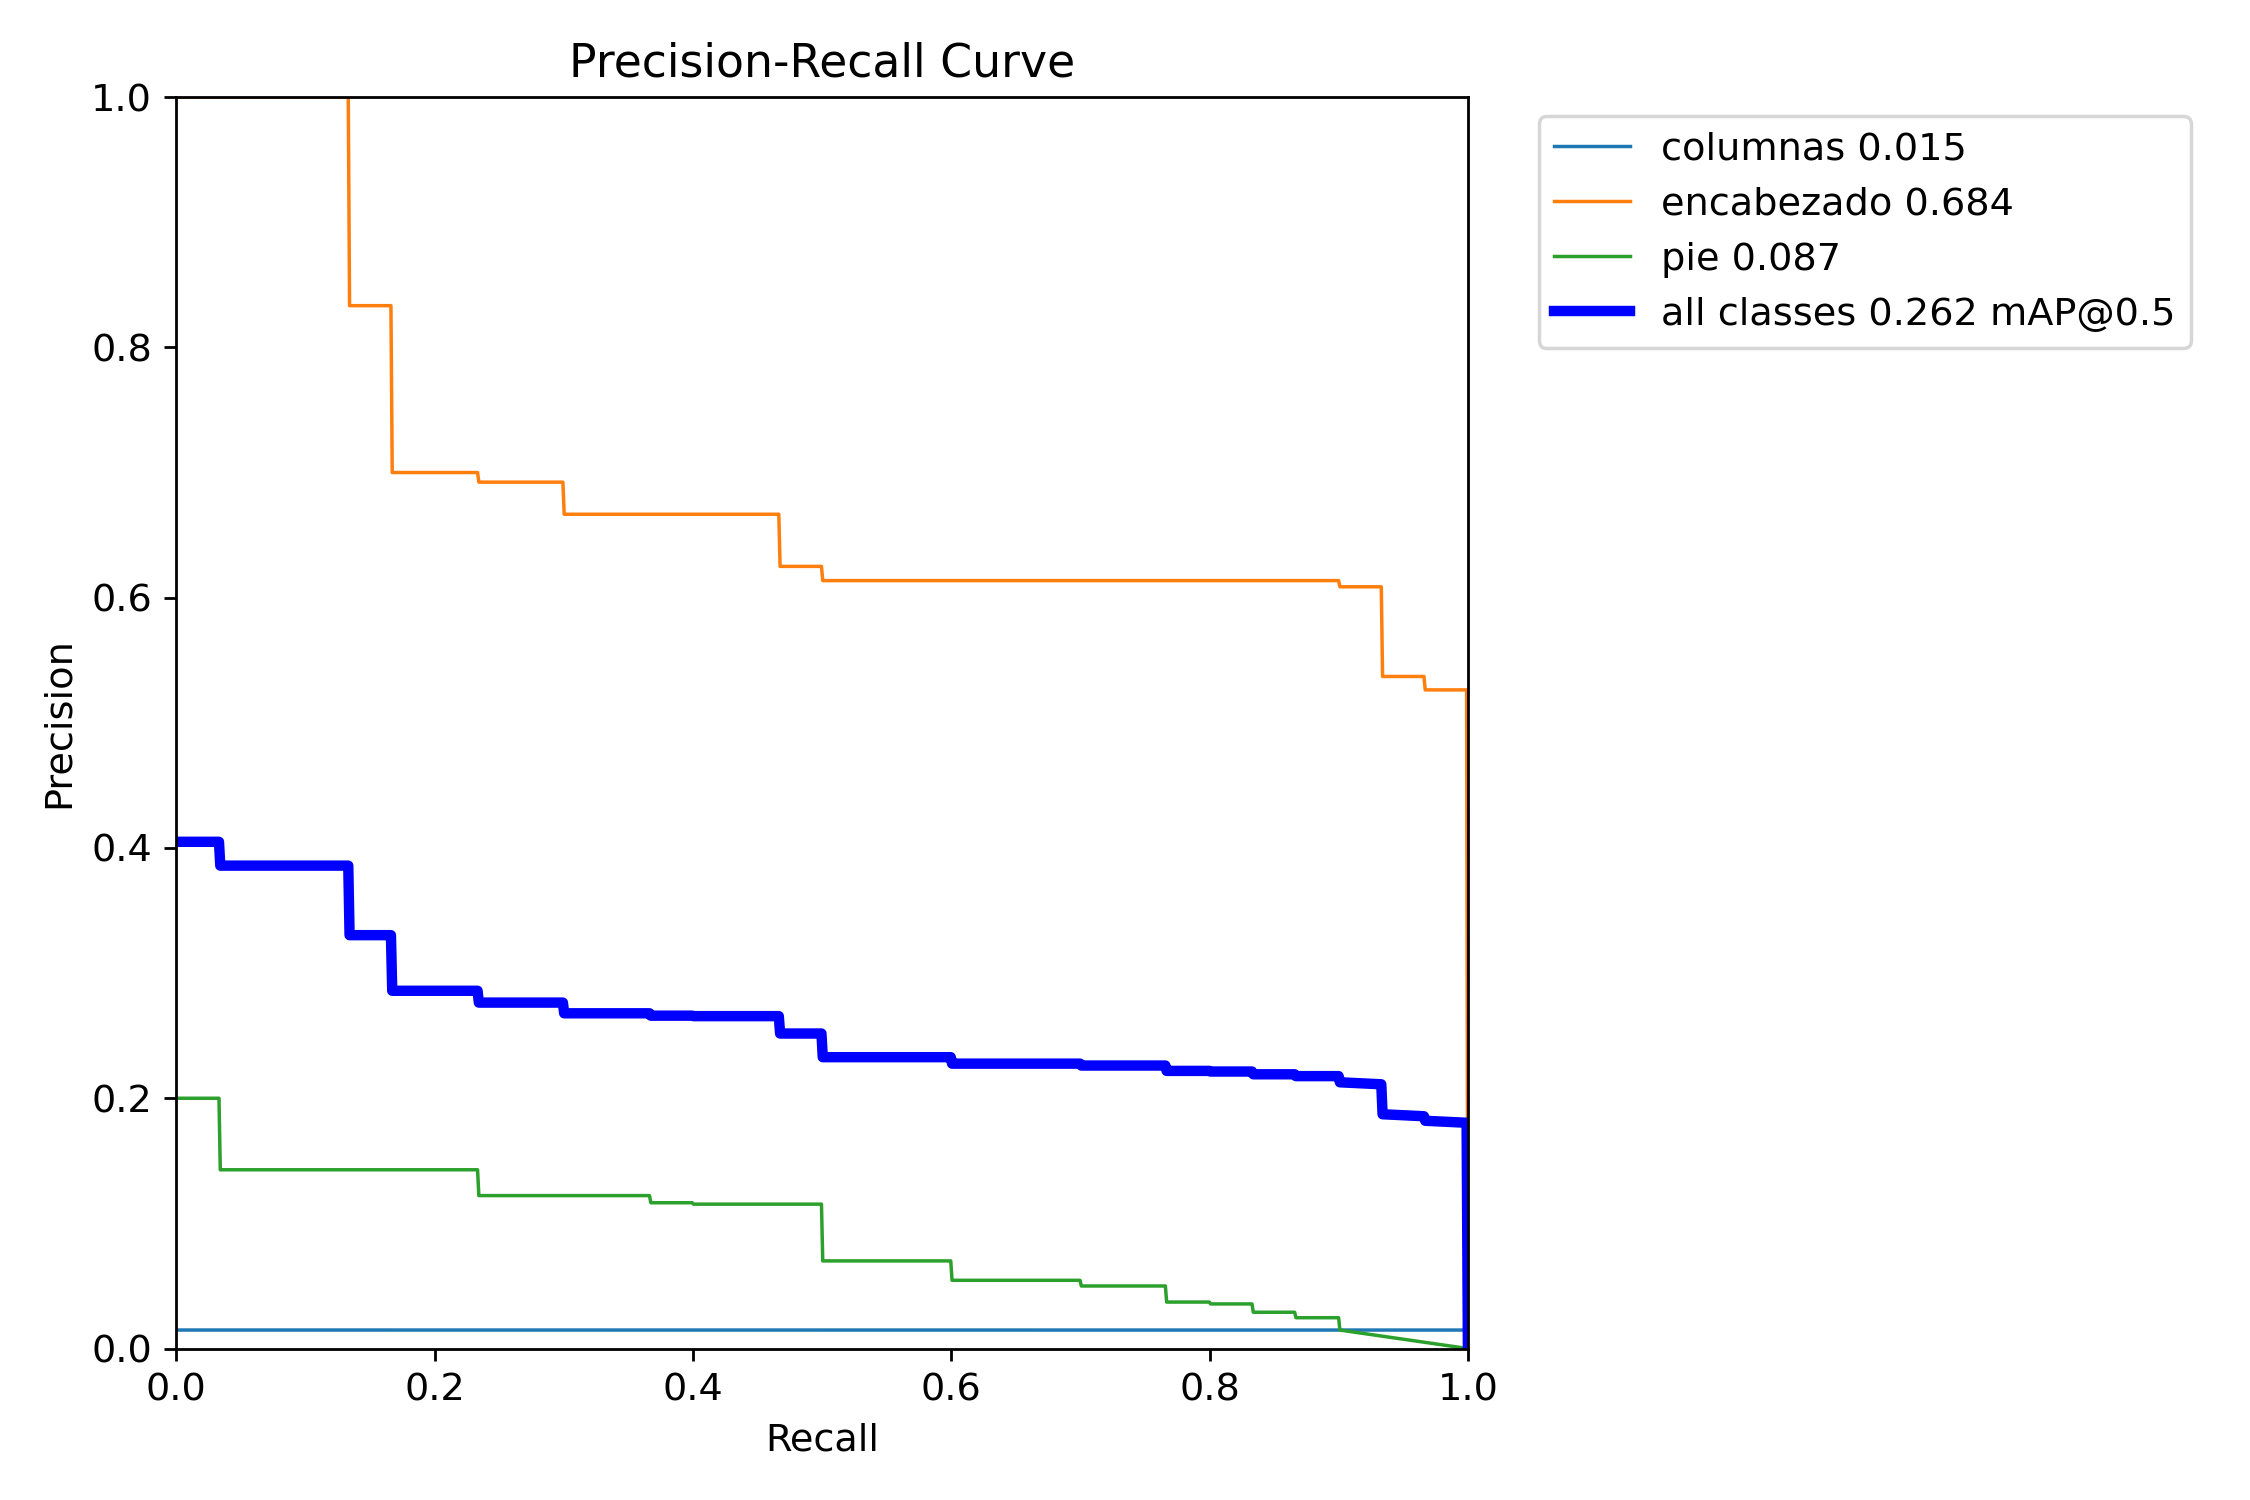 Precision-Recall Curve
1.0
0.8
0.6
0.4
0.2
0.0
Precision
0.0 0.2 0.4 0.6 0.8 1.0
Recall
columnas 0.015
encabezado 0.684
pie 0.087
all classes 0.262 mAP@0.5